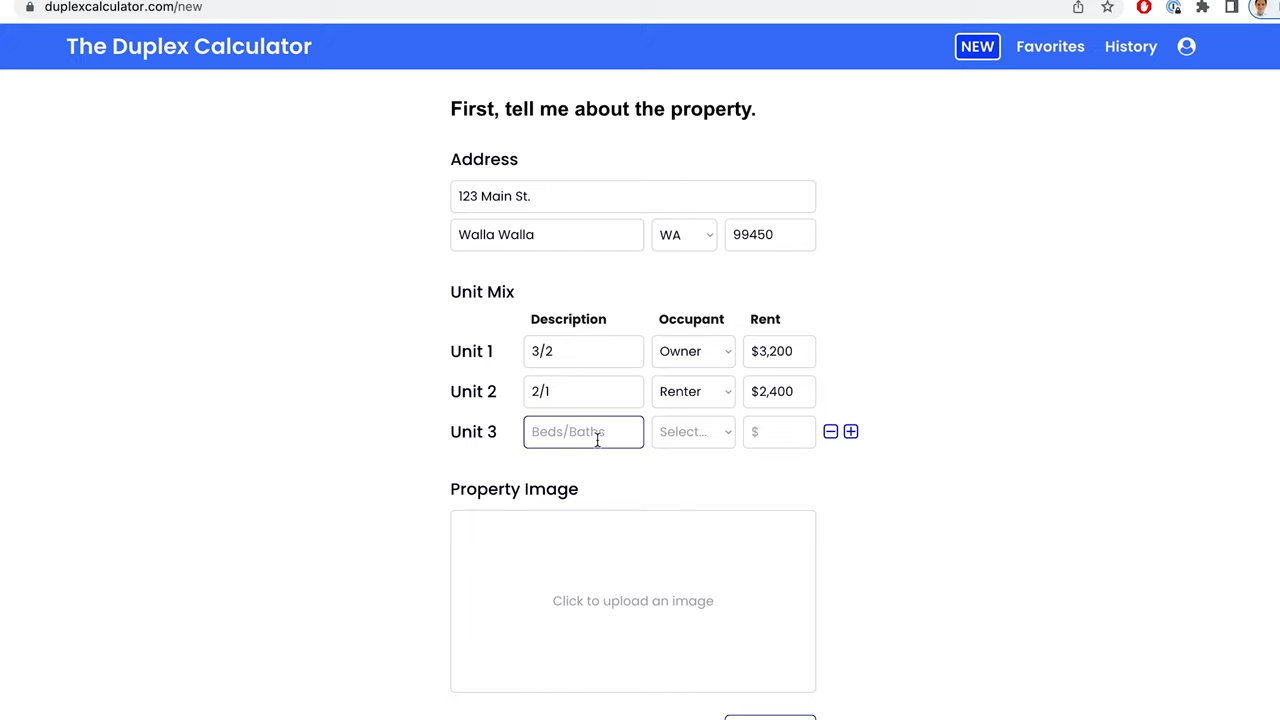 duplexcalculator.com/new
The Duplex Calculator NEW Favorites History
First, tell me about the property.
Address
123 Main St.
Walla Walla WA 99450
Unit Mix
Description Occupant Rent
Unit 1 3/2 Owner $3,200
Unit 2 2/1 Renter $2,400
Unit 3 Beds/Baths Select... $
Property Image
Click to upload an image